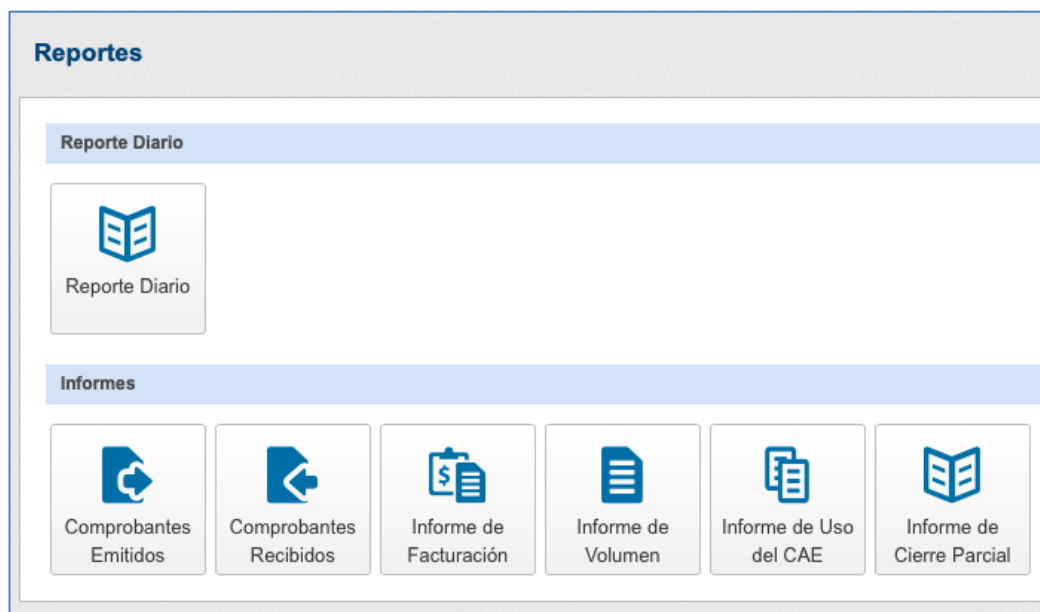 Reportes
Reporte Diario
Reporte Diario
Informes
Comprobantes
Emitidos
Comprobantes
Recibidos
$
Informe de
Facturación
Informe de
Volumen
Informe de Uso
del CAE
Informe de
Cierre Parcial